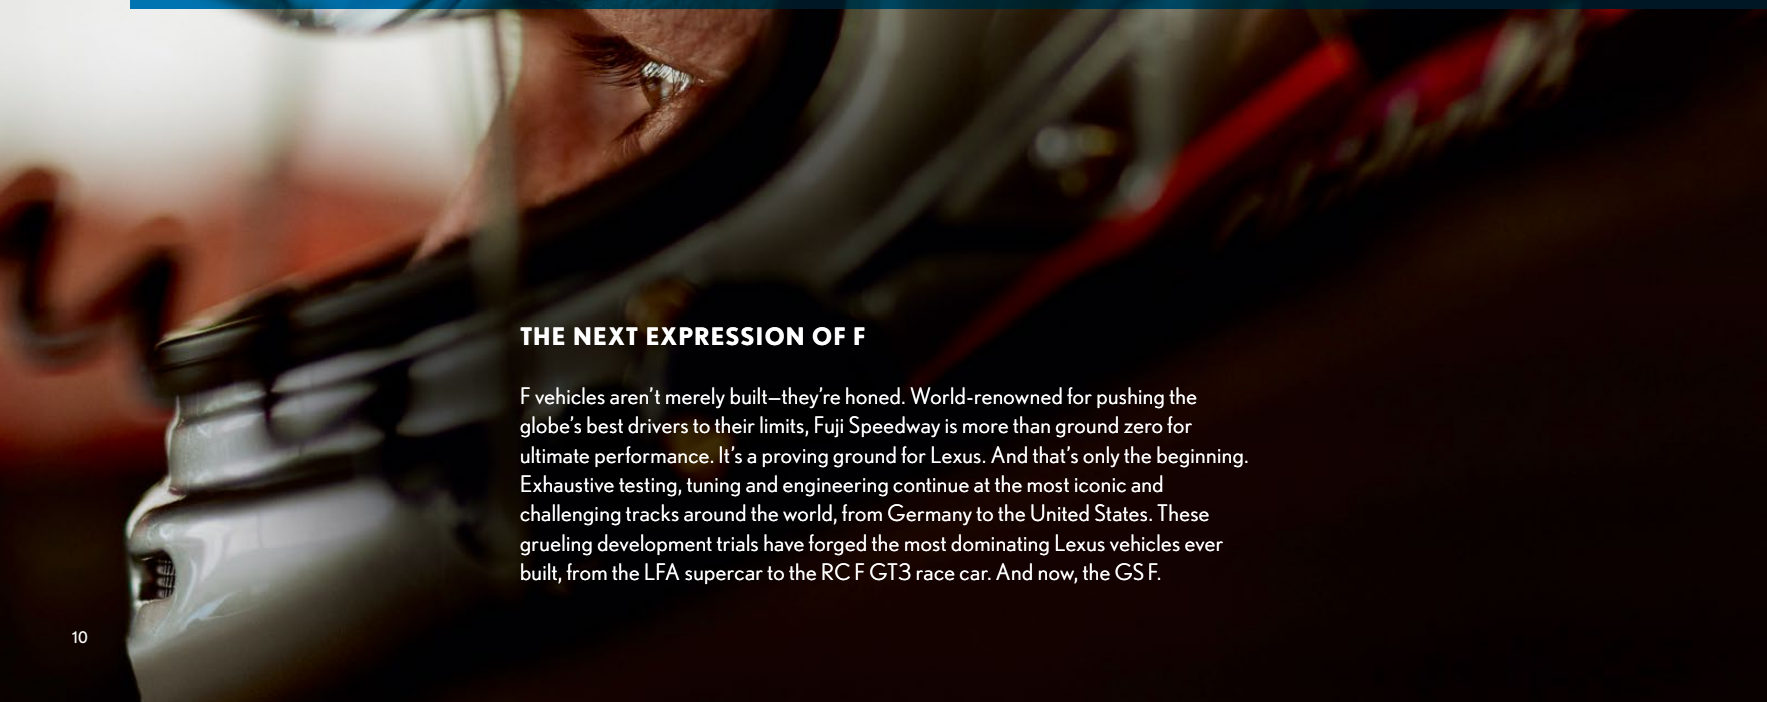 THE NEXT EXPRESSION OF F
F vehicles aren’t merely built—they’re honed. World-renowned for pushing the
globe’s best drivers to their limits, Fuji Speedway is more than ground zero for
ultimate performance. It’s a proving ground for Lexus. And that’s only the beginning.
Exhaustive testing, tuning and engineering continue at the most iconic and
challenging tracks around the world, from Germany to the United States. These
grueling development trials have forged the most dominating Lexus vehicles ever
built, from the LFA supercar to the RC F GT3 race car. And now, the GS F.
10